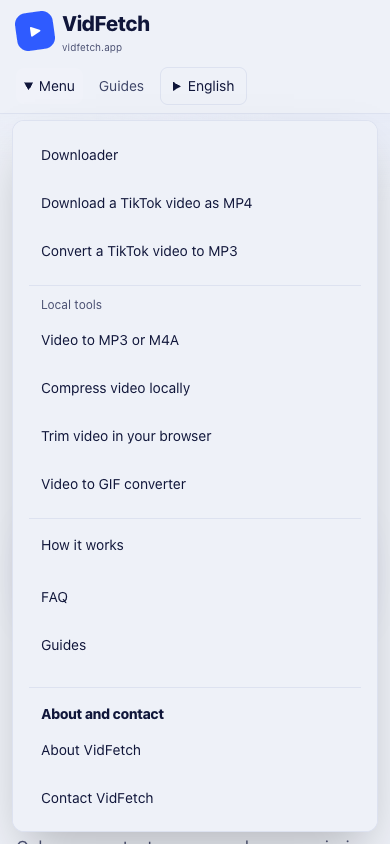 VidFetch
vidfetch.app
Menu Guides English
Downloader
Download a TikTok video as MP4
Convert a TikTok video to MP3
Local tools
Video to MP3 or M4A
Compress video locally
Trim video in your browser
Video to GIF converter
How it works
FAQ
Guides
About and contact
About VidFetch
Contact VidFetch